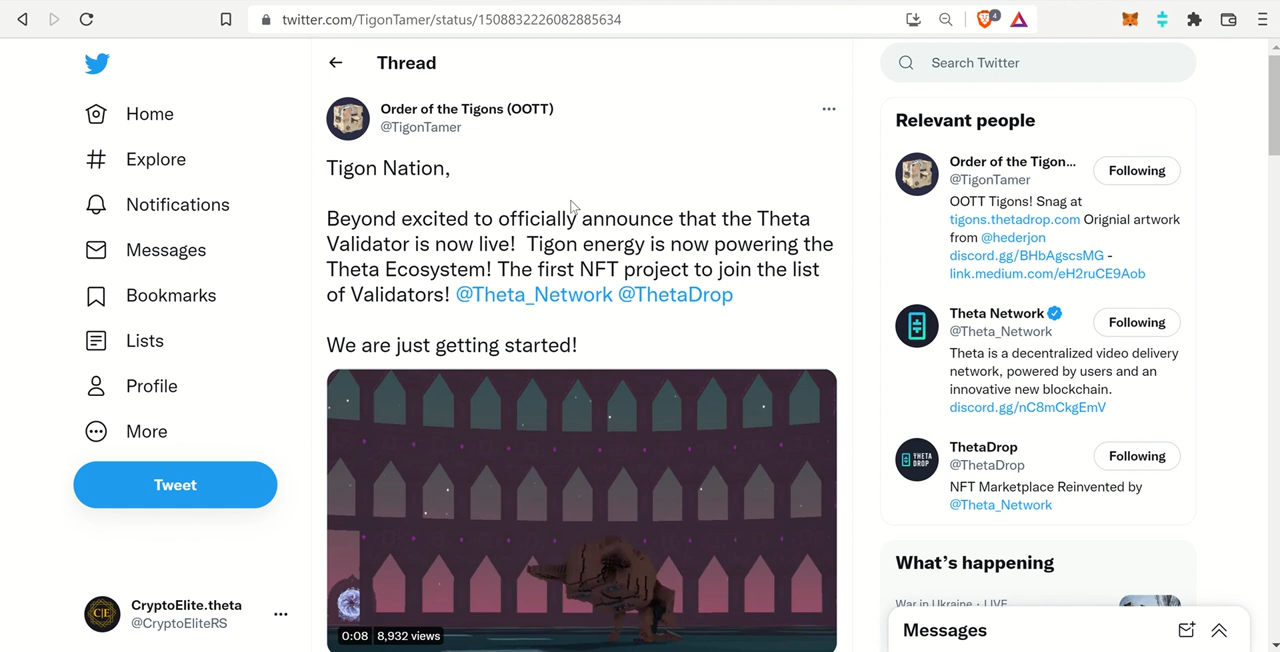 twitter.com/TigonTamer/status/1508832226082885634
4
Home
Explore
Notifications
Messages
Bookmarks
Lists
Profile
More
Tweet
CryptoElite.theta
@CryptoEliteRS
Thread
Order of the Tigons (OOTT)
@TigonTamer
Tigon Nation,
Beyond excited to officially announce that the Theta
Validator is now live! Tigon energy is now powering the
Theta Ecosystem! The first NFT project to join the list
of Validators! @Theta_Network @ThetaDrop
We are just getting started!
0:08 8,932 views
Search Twitter
Relevant people
Order of the Tigon...
@TigonTamer
Following
OOTT Tigons! Snag at
tigons.thetadrop.com Orignial artwork
from @hederjon
discord.gg/BHbAgscsMG -
link.medium.com/eH2ruCE9Aob
Theta Network
@Theta_Network
Following
Theta is a decentralized video delivery
network, powered by users and an
innovative new blockchain.
discord.gg/nC8mCkgEmV
THETA
DROP
ThetaDrop
@ThetaDrop
Following
NFT Marketplace Reinvented by
@Theta_Network
What's happening
War in Ukraine · LIVE
Messages